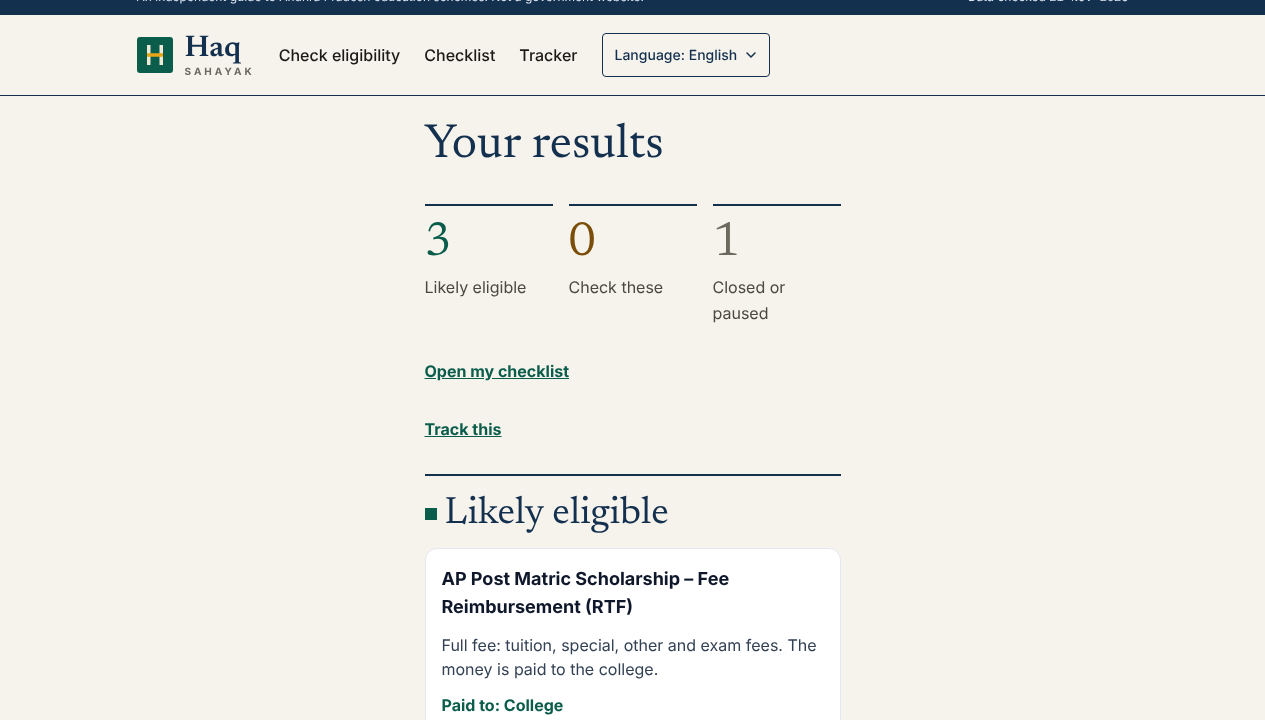 H
Haq
SAHAYAK
Check eligibility
Checklist
Tracker
Language: English
Your results
3
0
1
Likely eligible
Check these
Closed or
paused
Open my checklist
Track this
Likely eligible
AP Post Matric Scholarship – Fee
Reimbursement (RTF)
Full fee: tuition, special, other and exam fees. The
money is paid to the college.
Paid to: College